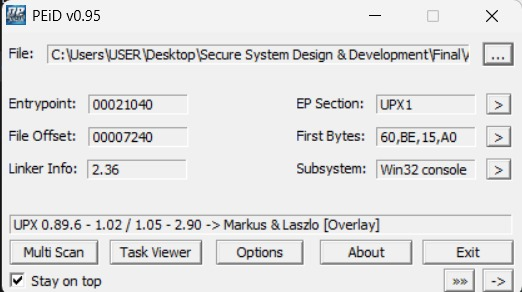 PEiD v0.95
File: C:\Users\USER\Desktop\Secure System Design & Development\Final\ ...
Entrypoint: 00021040 EP Section: UPX1 >
File Offset: 00007240 First Bytes: 60,BE,15,A0 >
Linker Info: 2.36 Subsystem: Win32 console >
UPX 0.89.6 - 1.02 / 1.05 - 2.90 -> Markus & Laszlo [Overlay]
Multi Scan Task Viewer Options About Exit
Stay on top »» ->